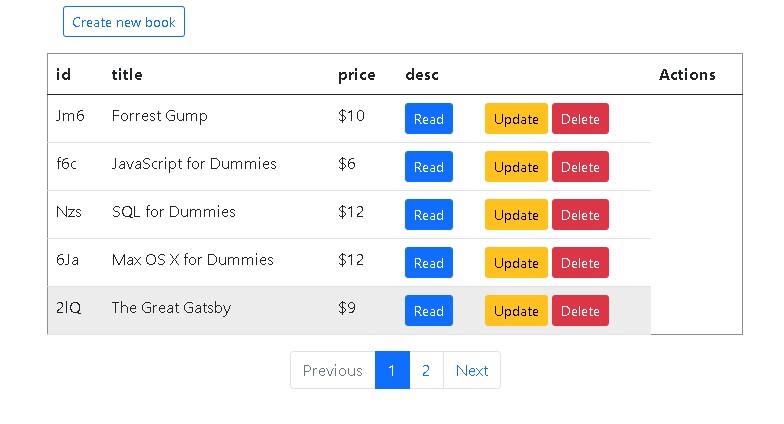 Create new book
id title price desc Actions
Jm6 Forrest Gump $10 Read Update Delete
f6c JavaScript for Dummies $6 Read Update Delete
Nzs SQL for Dummies $12 Read Update Delete
6Ja Max OS X for Dummies $12 Read Update Delete
2lQ The Great Gatsby $9 Read Update Delete
Previous 1 2 Next